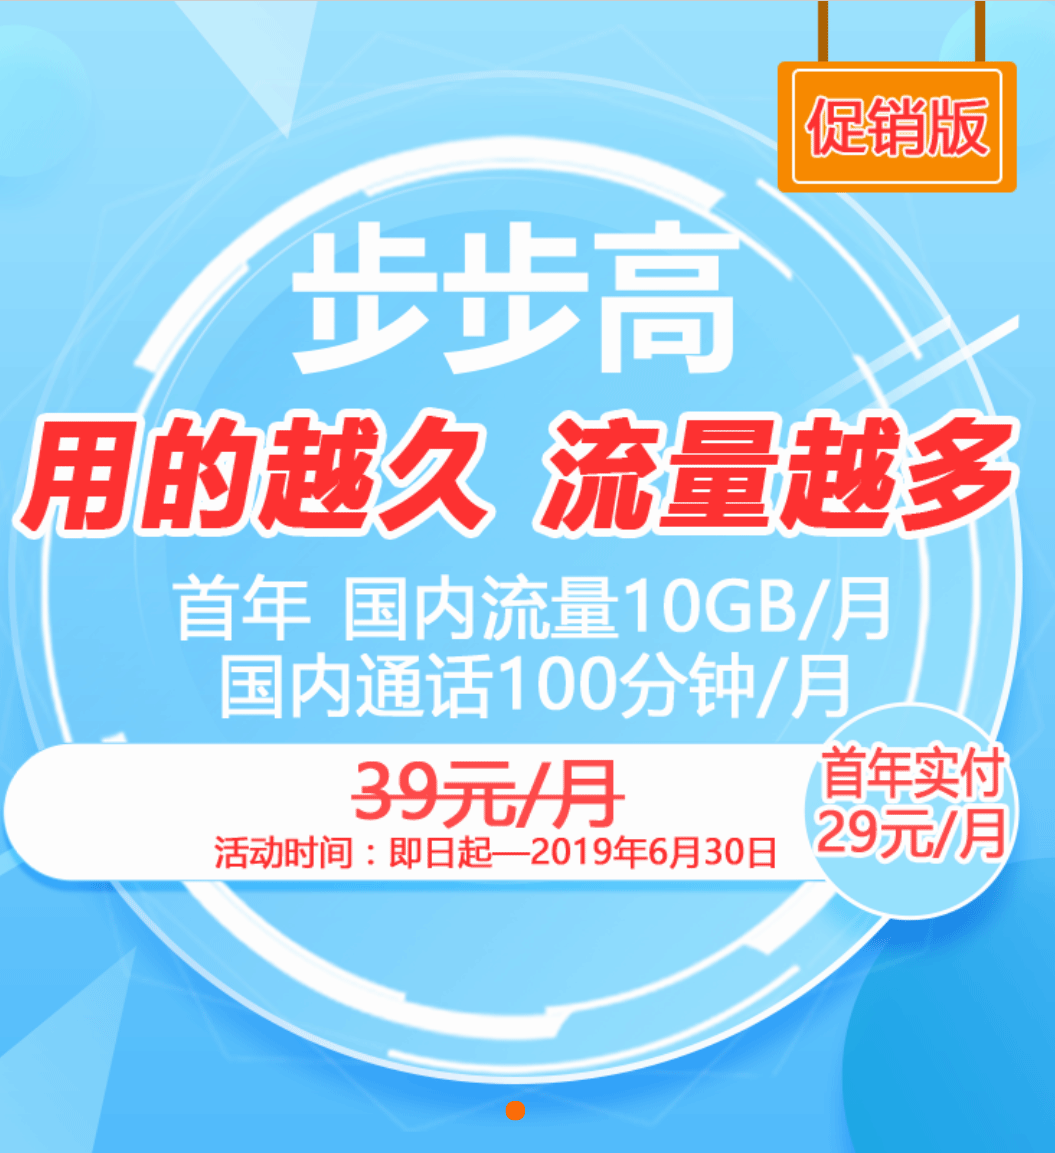 促销版
步步高
用的越久 流量越多
首年 国内流量10GB/月
国内通话100分钟/月
39元/月
活动时间：即日起—2019年6月30日
首年实付
29元/月